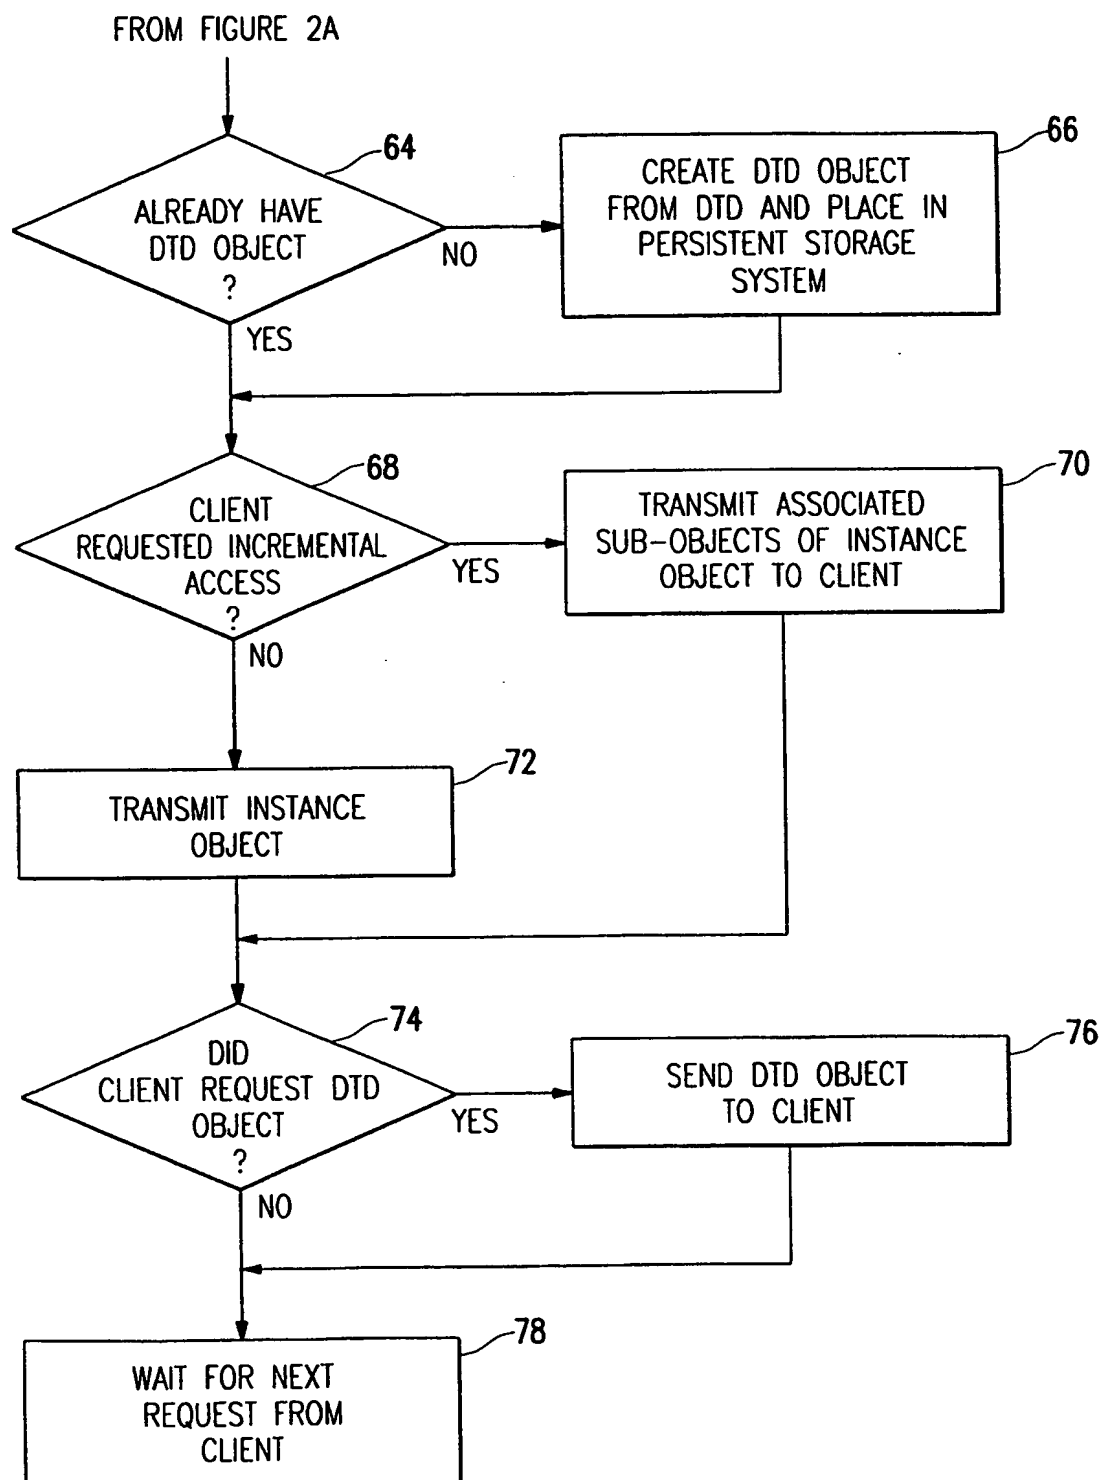 FROM FIGURE 2A
64
ALREADY HAVE
DTD OBJECT
?
NO
YES
66
CREATE DTD OBJECT
FROM DTD AND PLACE IN
PERSISTENT STORAGE
SYSTEM
68
CLIENT
REQUESTED INCREMENTAL
ACCESS
?
YES
NO
70
TRANSMIT ASSOCIATED
SUB-OBJECTS OF INSTANCE
OBJECT TO CLIENT
72
TRANSMIT INSTANCE
OBJECT
74
DID
CLIENT REQUEST DTD
OBJECT
?
YES
NO
76
SEND DTD OBJECT
TO CLIENT
78
WAIT FOR NEXT
REQUEST FROM
CLIENT